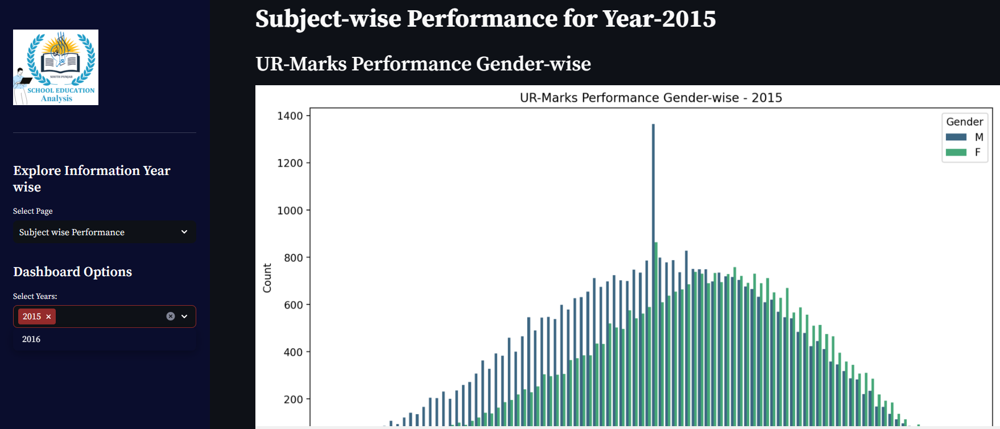 SOUTH PUNJAB
SCHOOL EDUCATION
Analysis
Explore Information Year
wise
Select Page
Subject wise Performance
Dashboard Options
Select Years:
2015 ×
2016
Subject-wise Performance for Year-2015
UR-Marks Performance Gender-wise
UR-Marks Performance Gender-wise - 2015
Gender
M
F
1400
1200
1000
800
600
400
200
Count